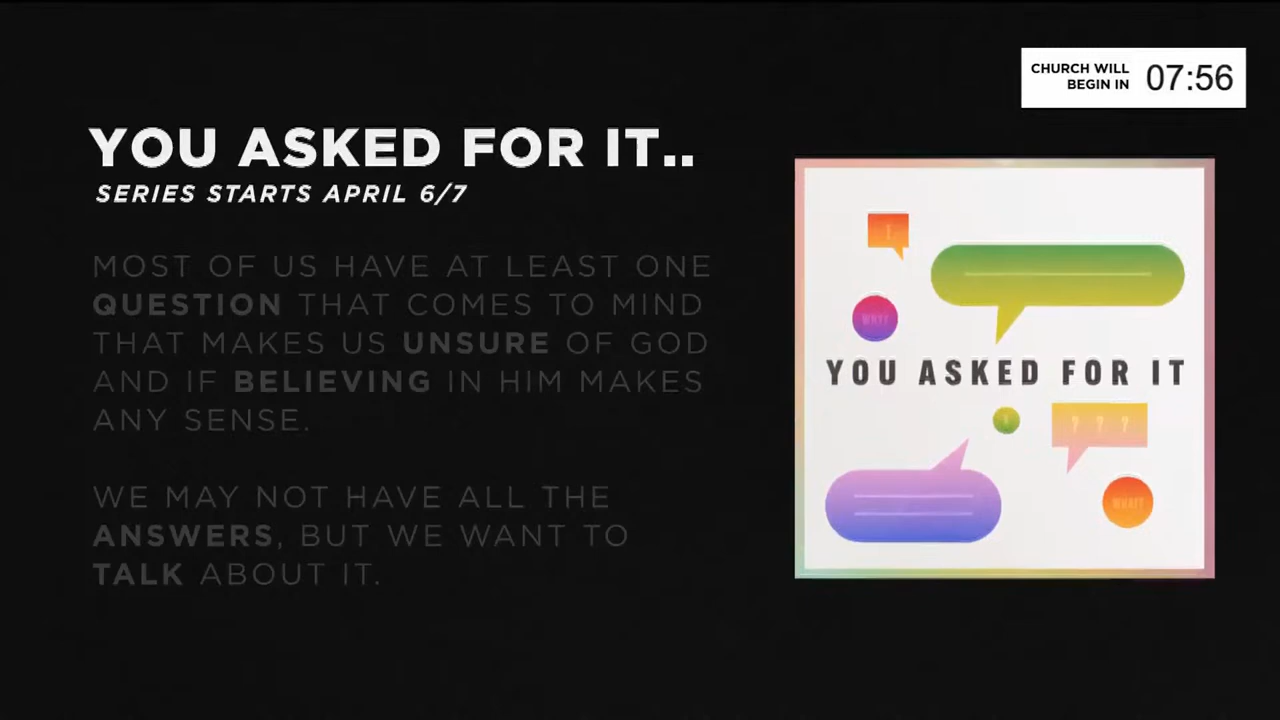 CHURCH WILL
BEGIN IN
07:56
YOU ASKED FOR IT..
SERIES STARTS APRIL 6/7
MOST OF US HAVE AT LEAST ONE
QUESTION THAT COMES TO MIND
THAT MAKES US UNSURE OF GOD
AND IF BELIEVING IN HIM MAKES
ANY SENSE.
WE MAY NOT HAVE ALL THE
ANSWERS, BUT WE WANT TO
TALK ABOUT IT.
YOU ASKED FOR IT
? ? ?